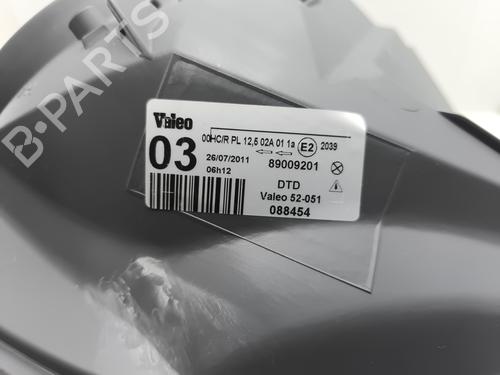 B-PARTS
Valeo
00HC/R PL 12,5 02A 01 1a E2 2039
03
26/07/2011 89009201
06h12
DTD
Valeo 52-051
088454